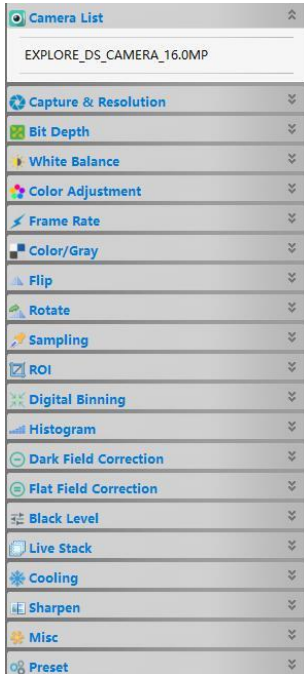 Camera List
EXPLORE_DS_CAMERA_16.0MP
Capture & Resolution
Bit Depth
White Balance
Color Adjustment
Frame Rate
Color/Gray
Flip
Rotate
Sampling
ROI
Digital Binning
Histogram
Dark Field Correction
Flat Field Correction
Black Level
Live Stack
Cooling
Sharpen
Misc
Preset